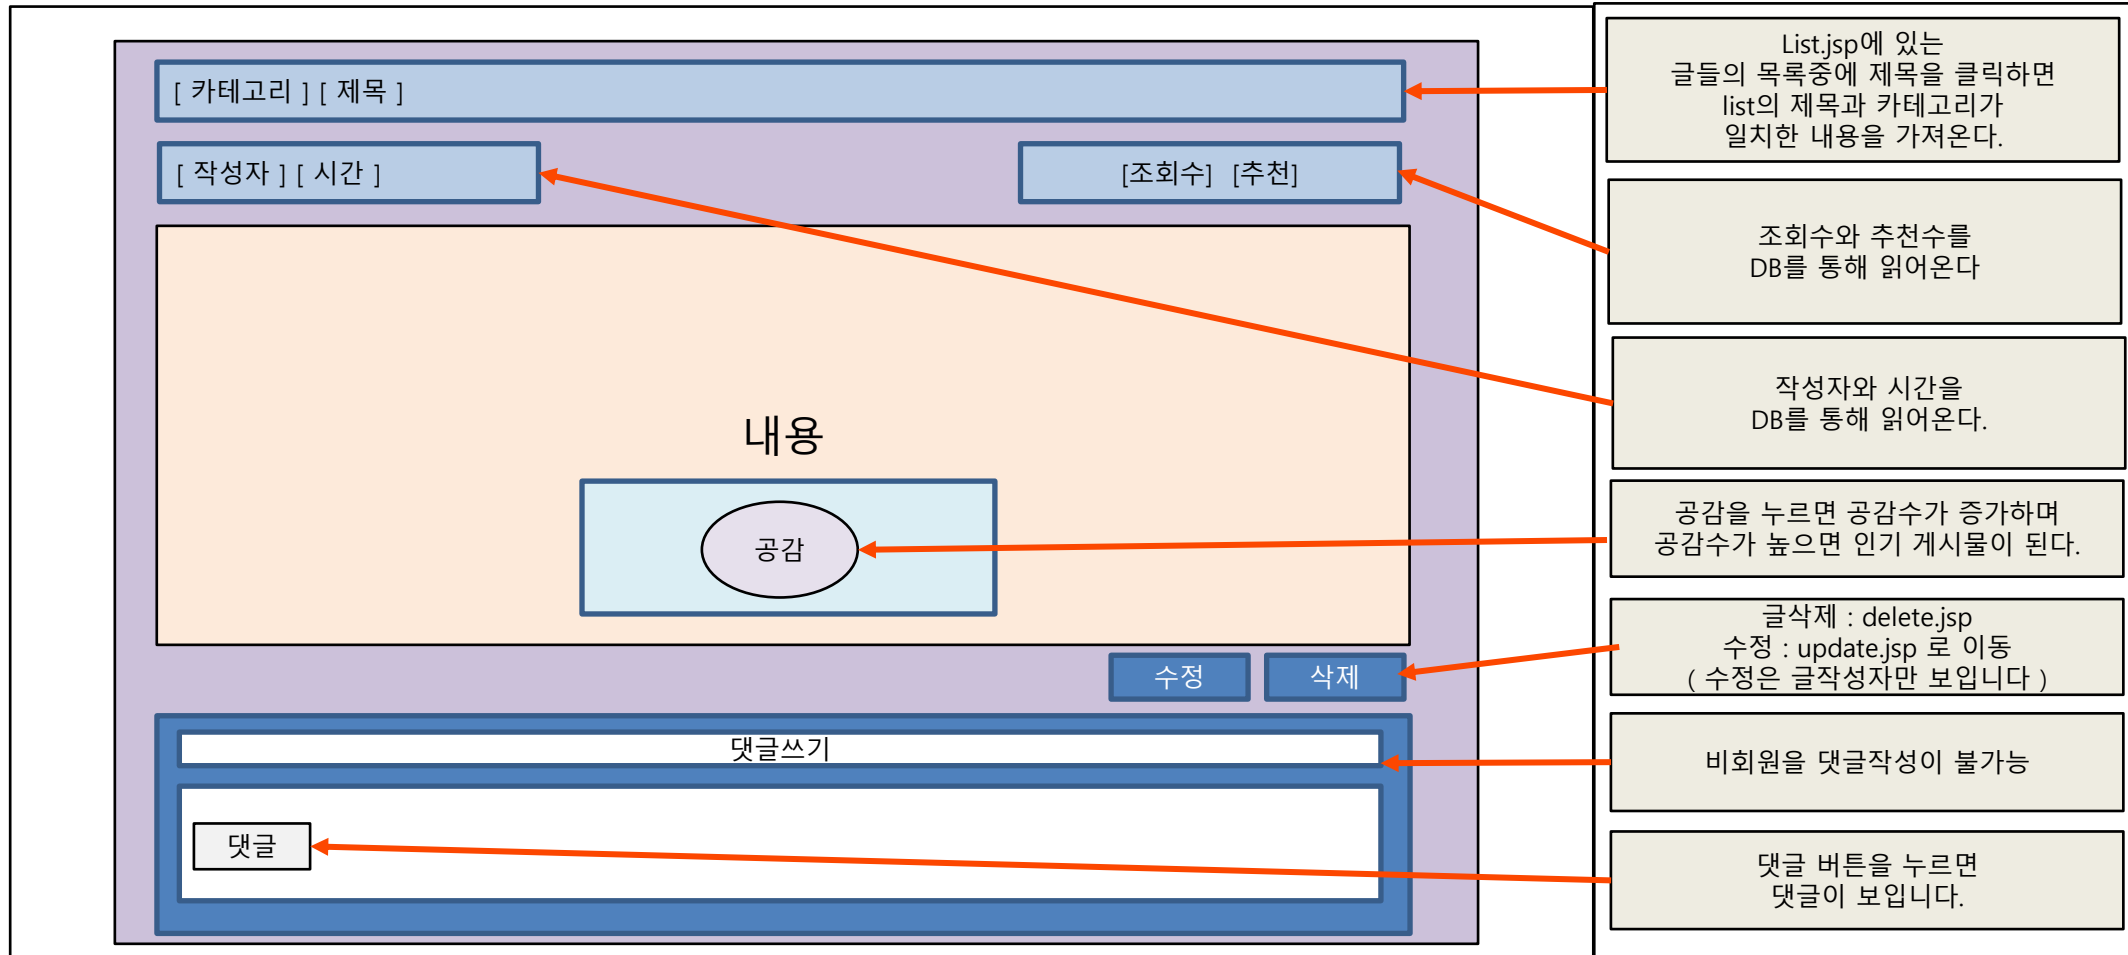 [ 카테고리 ] [ 제목 ]
[ 작성자 ] [ 시간 ]
[조회수] [추천]
내용
공감
수정
삭제
댓글쓰기
댓글
List.jsp에 있는
글들의 목록중에 제목을 클릭하면
list의 제목과 카테고리가
일치한 내용을 가져온다.
조회수와 추천수를
DB를 통해 읽어온다
작성자와 시간을
DB를 통해 읽어온다.
공감을 누르면 공감수가 증가하며
공감수가 높으면 인기 게시물이 된다.
글삭제 : delete.jsp
수정 : update.jsp 로 이동
( 수정은 글작성자만 보입니다 )
비회원을 댓글작성이 불가능
댓글 버튼을 누르면
댓글이 보입니다.